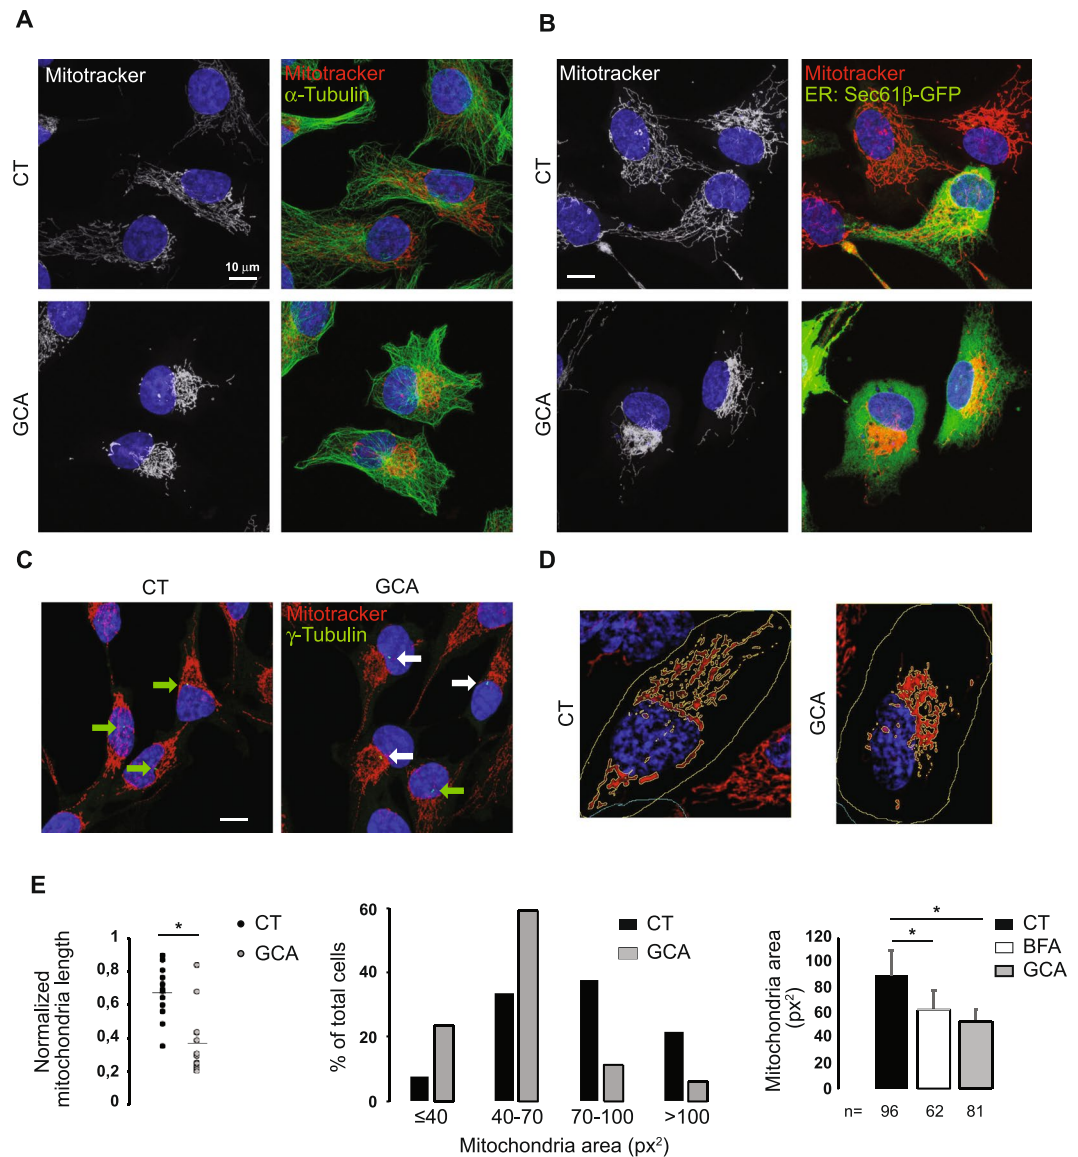 A
Mitotracker
Mitotracker
α-Tubulin
CT
10 μm
GCA
B
Mitotracker
Mitotracker
ER: Sec61β-GFP
CT
GCA
C
CT
GCA
Mitotracker
γ-Tubulin
D
CT
GCA
E
Normalized
mitochondria length
1
0,8
0,6
0,4
0,2
0
*
CT
GCA
% of total cells
60
40
20
0
CT
GCA
≤40
40-70
70-100
>100
Mitochondria area (px²)
Mitochondria area
(px²)
120
100
80
60
40
20
0
*
*
CT
BFA
GCA
n=
96
62
81